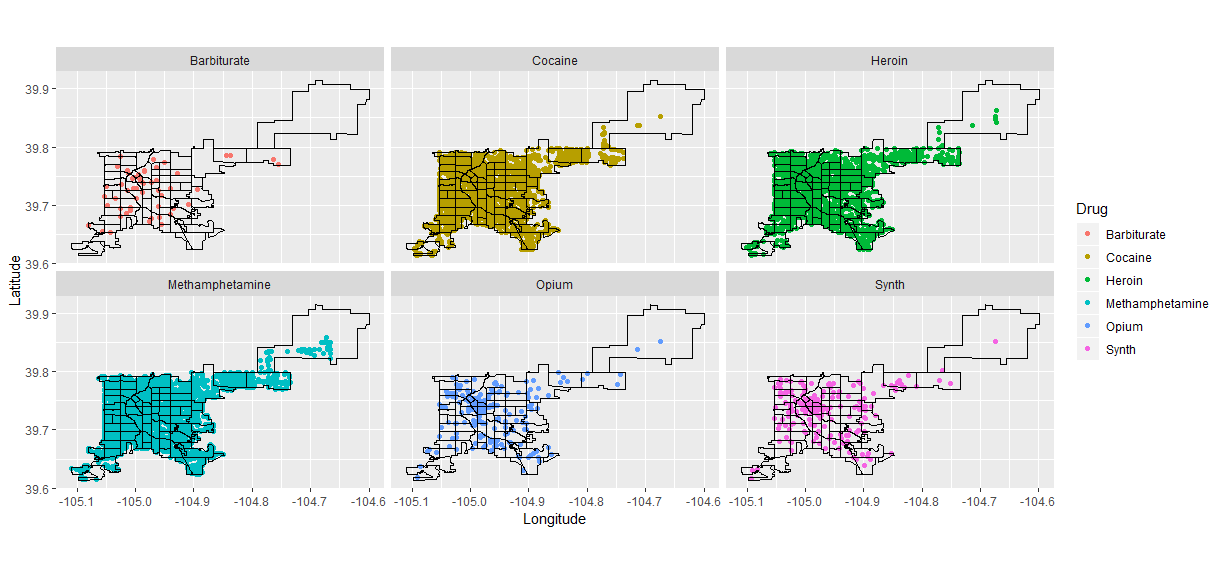 Barbiturate Cocaine Heroin
39.9
39.8
39.7
39.6
Methamphetamine Opium Synth
39.9
39.8
39.7
39.6
-105.1 -105.0 -104.9 -104.8 -104.7 -104.6 -105.1 -105.0 -104.9 -104.8 -104.7 -104.6 -105.1 -105.0 -104.9 -104.8 -104.7 -104.6
Longitude
Latitude
Drug
Barbiturate
Cocaine
Heroin
Methamphetamine
Opium
Synth